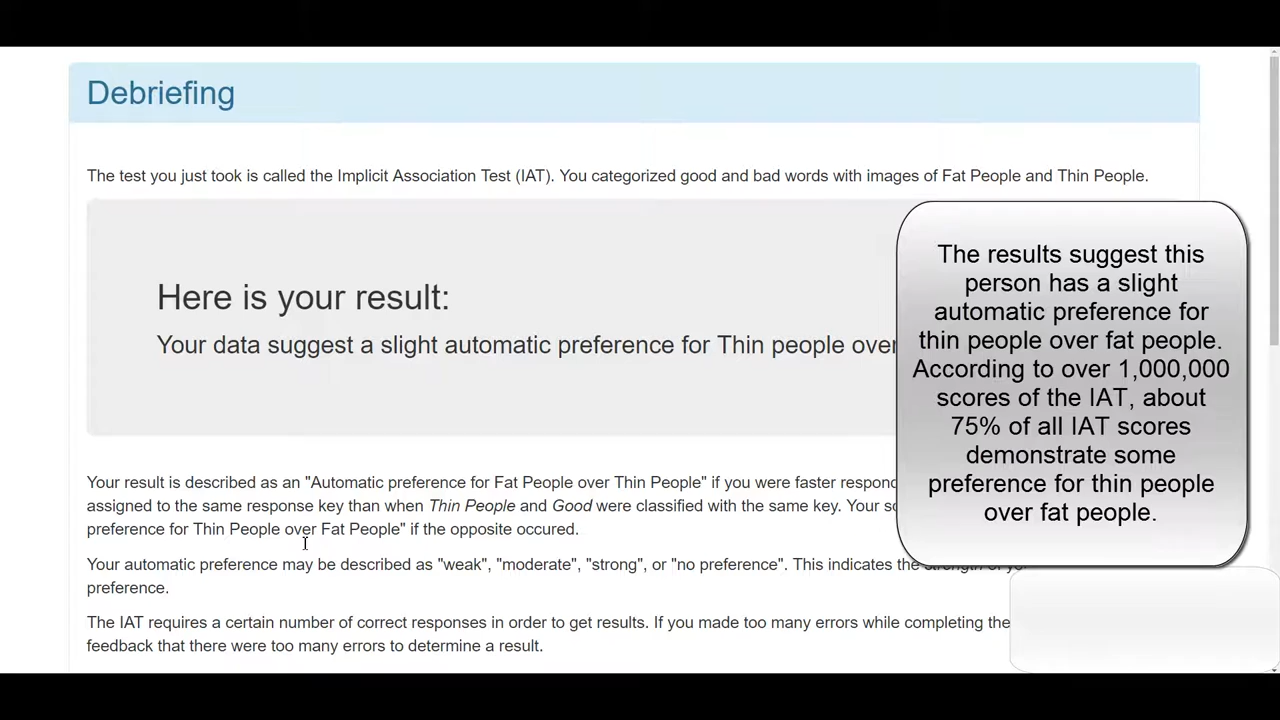 Debriefing
The test you just took is called the Implicit Association Test (IAT). You categorized good and bad words with images of Fat People and Thin People.
Here is your result:
Your data suggest a slight automatic preference for Thin people over
The results suggest this
person has a slight
automatic preference for
thin people over fat people.
According to over 1,000,000
scores of the IAT, about
75% of all IAT scores
demonstrate some
preference for thin people
over fat people.
Your result is described as an "Automatic preference for Fat People over Thin People" if you were faster
assigned to the same response key than when Thin People and Good were classified with the same key. Your
preference for Thin People over Fat People" if the opposite occured.
Your automatic preference may be described as "weak", "moderate", "strong", or "no preference". This indicates the strength of
preference.
The IAT requires a certain number of correct responses in order to get results. If you made too many errors while completing the
feedback that there were too many errors to determine a result.